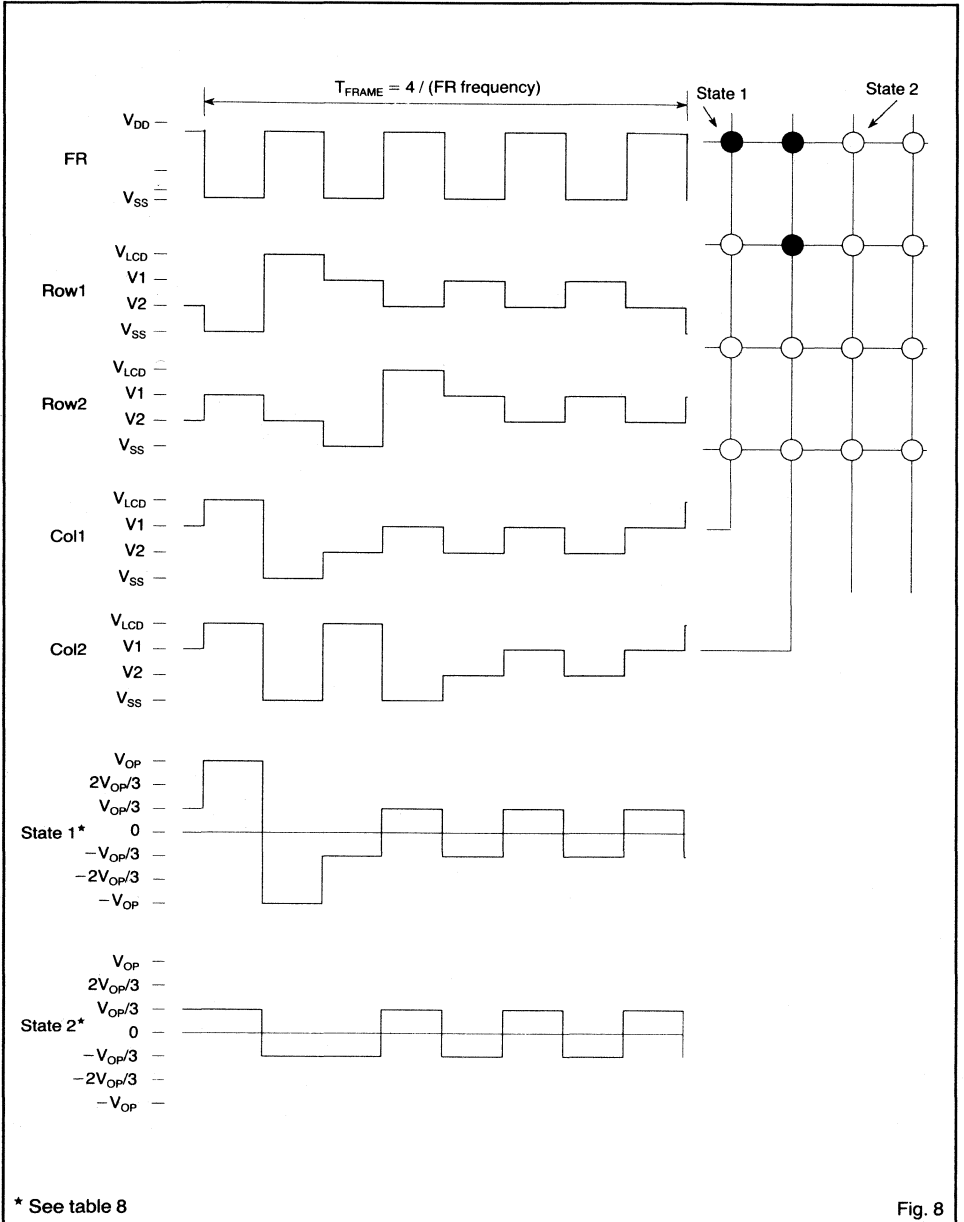 T_FRAME = 4 / (FR frequency)
State 1
State 2
V_DD
FR
V_SS
V_LCD
V1
Row1
V2
V_SS
V_LCD
V1
Row2
V2
V_SS
V_LCD
V1
Col1
V2
V_SS
V_LCD
V1
Col2
V2
V_SS
V_OP
2V_OP/3
V_OP/3
State 1* 0
−V_OP/3
−2V_OP/3
−V_OP
V_OP
2V_OP/3
V_OP/3
State 2* 0
−V_OP/3
−2V_OP/3
−V_OP
* See table 8
Fig. 8